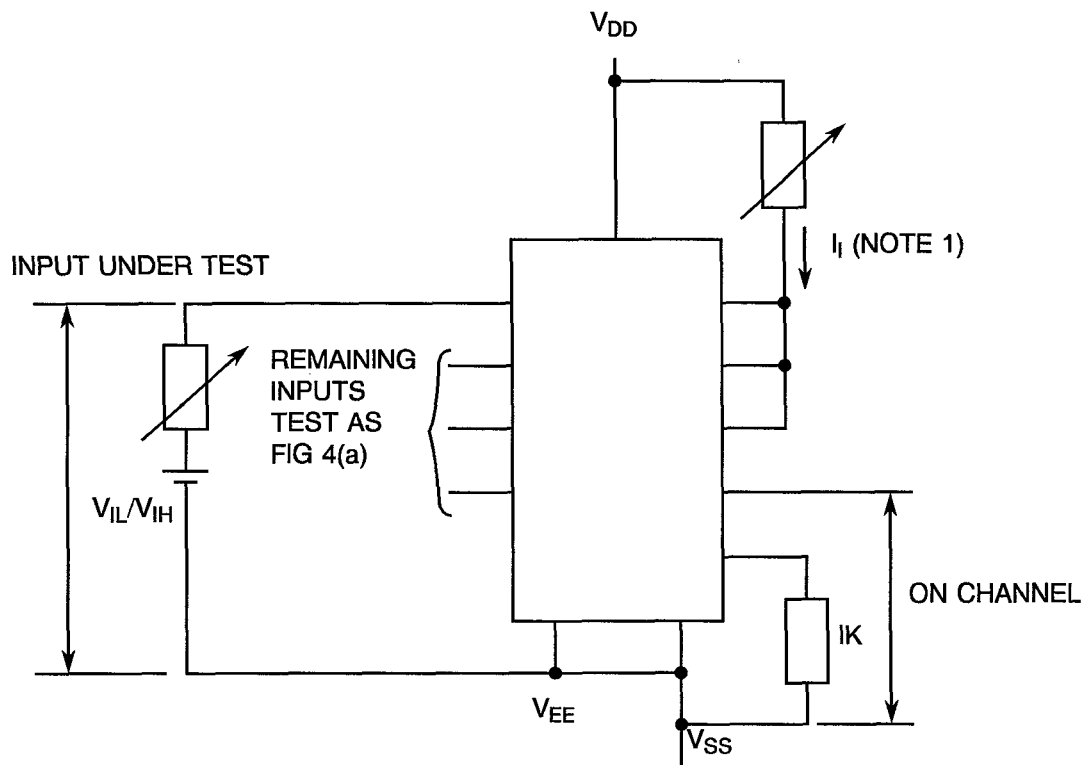 VDD
II (NOTE 1)
INPUT UNDER TEST
REMAINING
INPUTS
TEST AS
FIG 4(a)
VIL/VIH
ON CHANNEL
IK
VEE
VSS